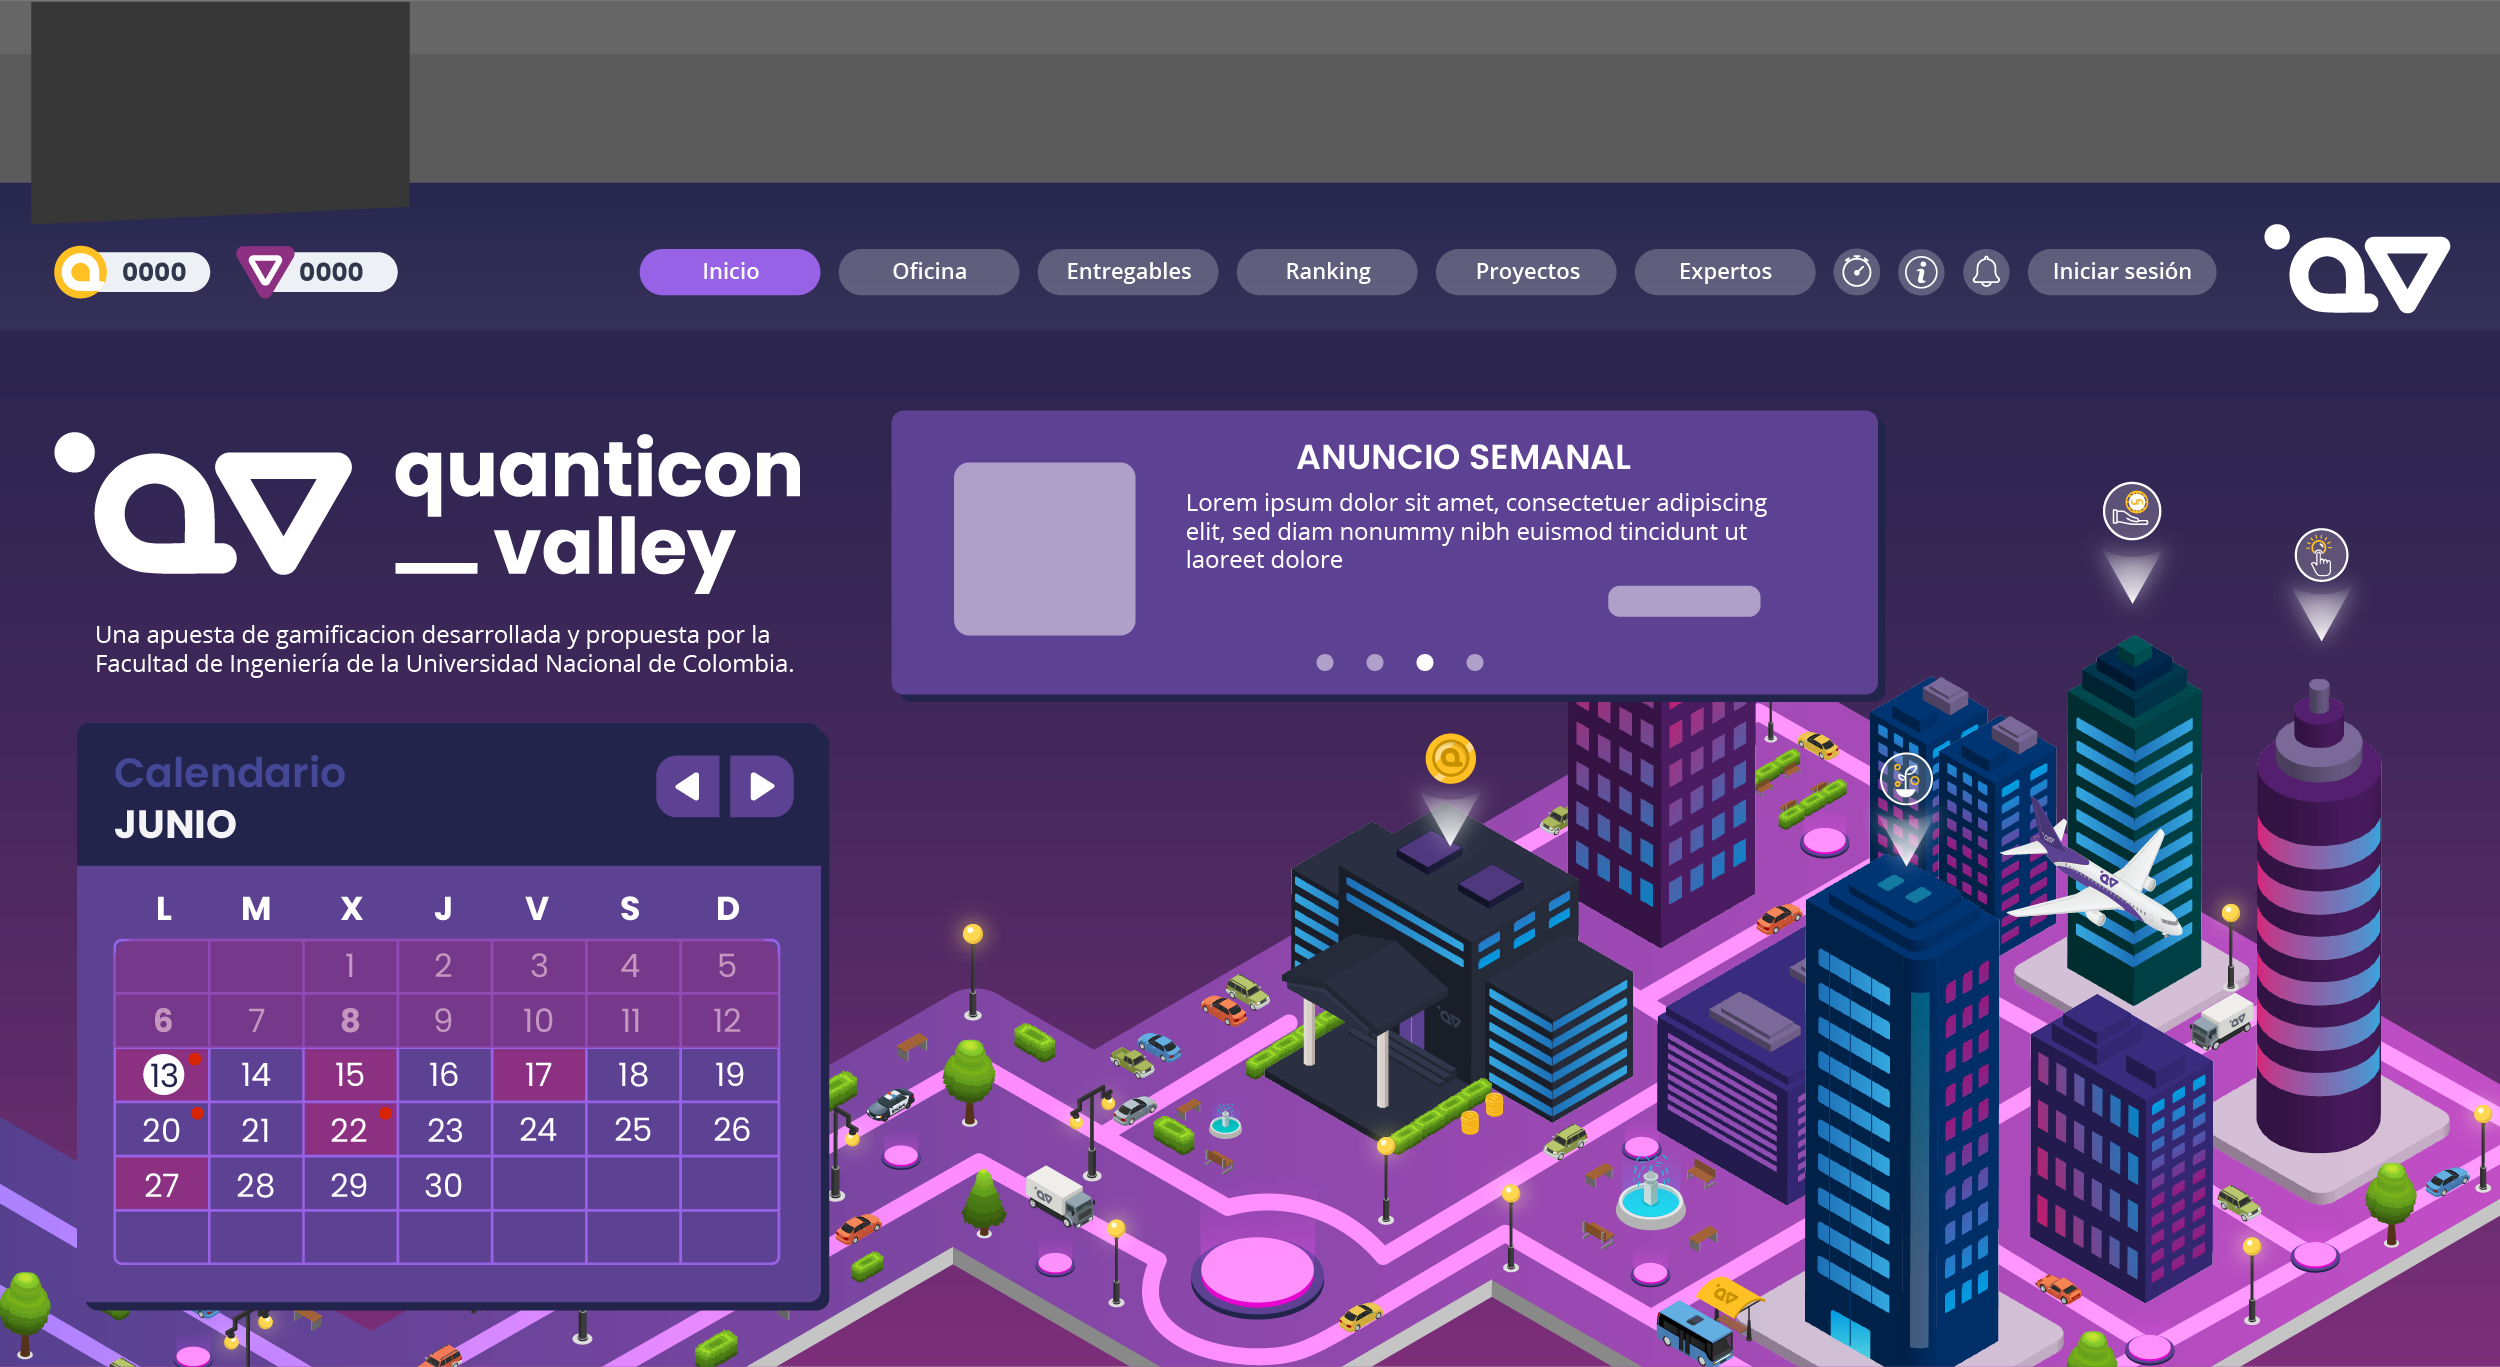 0000
0000
Inicio
Oficina
Entregables
Ranking
Proyectos
Expertos
Iniciar sesión
quanticon
__valley
Una apuesta de gamificacion desarrollada y propuesta por la
Facultad de Ingeniería de la Universidad Nacional de Colombia.
ANUNCIO SEMANAL
Lorem ipsum dolor sit amet, consectetuer adipiscing
elit, sed diam nonummy nibh euismod tincidunt ut
laoreet dolore
Calendario
JUNIO
L M X J V S D
1 2 3 4 5
6 7 8 9 10 11 12
13 14 15 16 17 18 19
20 21 22 23 24 25 26
27 28 29 30